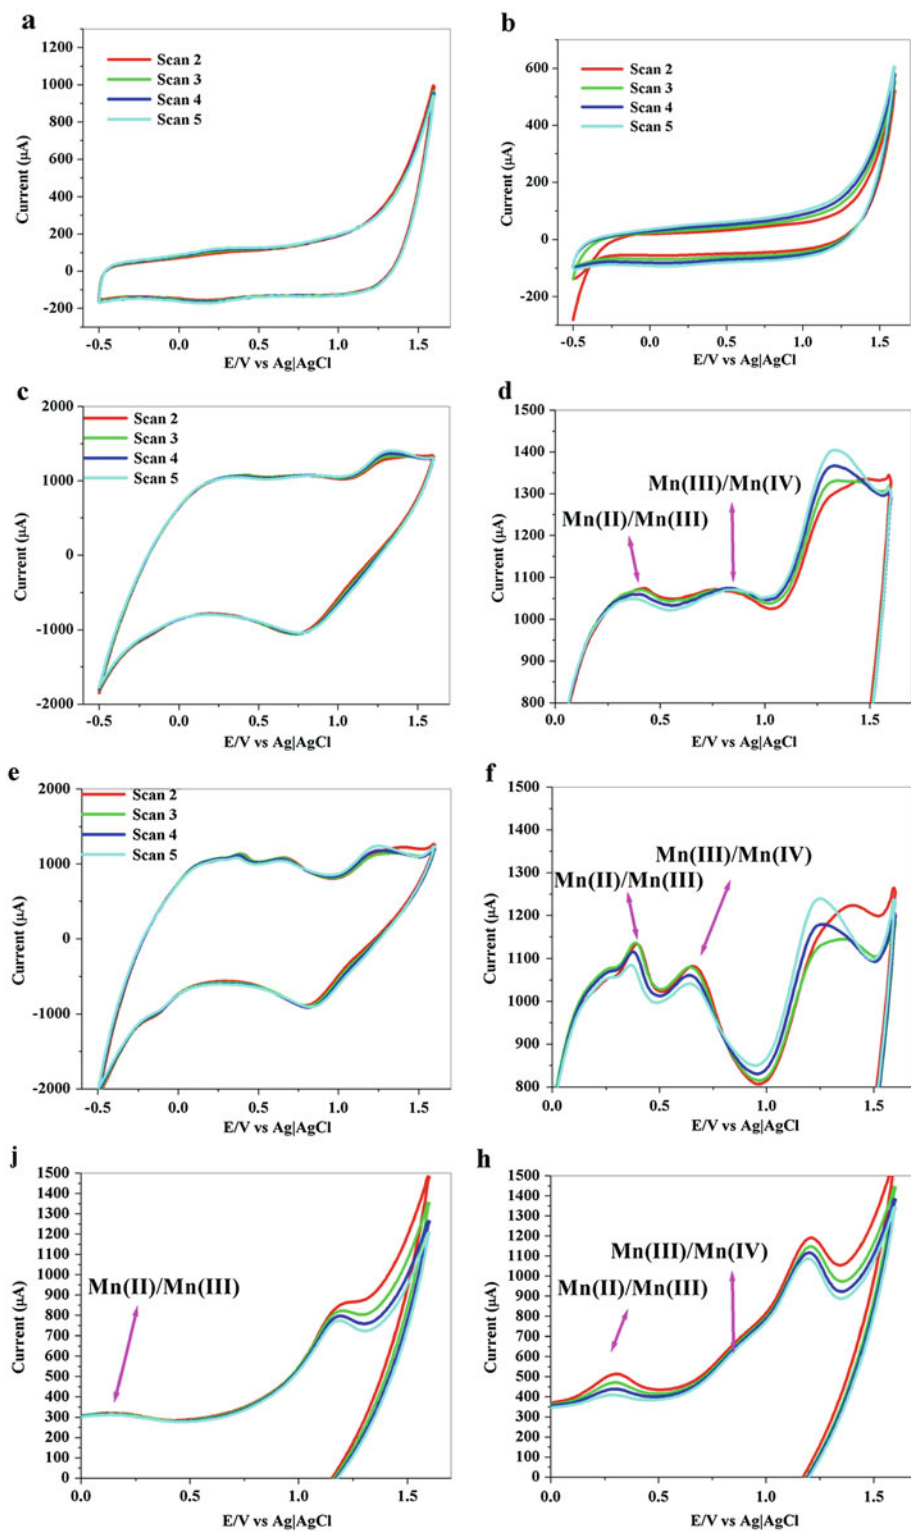 a
1200
1000
800
600
400
200
0
-200
Current (µA)
Scan 2
Scan 3
Scan 4
Scan 5
-0.5 0.0 0.5 1.0 1.5
E/V vs Ag|AgCl
b
600
400
200
0
-200
Current (µA)
Scan 2
Scan 3
Scan 4
Scan 5
-0.5 0.0 0.5 1.0 1.5
E/V vs Ag|AgCl
c
2000
1000
0
-1000
-2000
Current (µA)
Scan 2
Scan 3
Scan 4
Scan 5
-0.5 0.0 0.5 1.0 1.5
E/V vs Ag|AgCl
d
1500
1400
1300
1200
1100
1000
900
800
Current (µA)
Mn(III)/Mn(IV)
Mn(II)/Mn(III)
0.0 0.5 1.0 1.5
E/V vs Ag|AgCl
e
2000
1000
0
-1000
-2000
Current (µA)
Scan 2
Scan 3
Scan 4
Scan 5
-0.5 0.0 0.5 1.0 1.5
E/V vs Ag|AgCl
f
1500
1400
1300
1200
1100
1000
900
800
Current (µA)
Mn(III)/Mn(IV)
Mn(II)/Mn(III)
0.0 0.5 1.0 1.5
E/V vs Ag|AgCl
j
1500
1400
1300
1200
1100
1000
900
800
700
600
500
400
300
200
100
0
Current (µA)
Mn(II)/Mn(III)
0.0 0.5 1.0 1.5
E/V vs Ag|AgCl
h
1500
1400
1300
1200
1100
1000
900
800
700
600
500
400
300
200
100
0
Current (µA)
Mn(III)/Mn(IV)
Mn(II)/Mn(III)
0.0 0.5 1.0 1.5
E/V vs Ag|AgCl